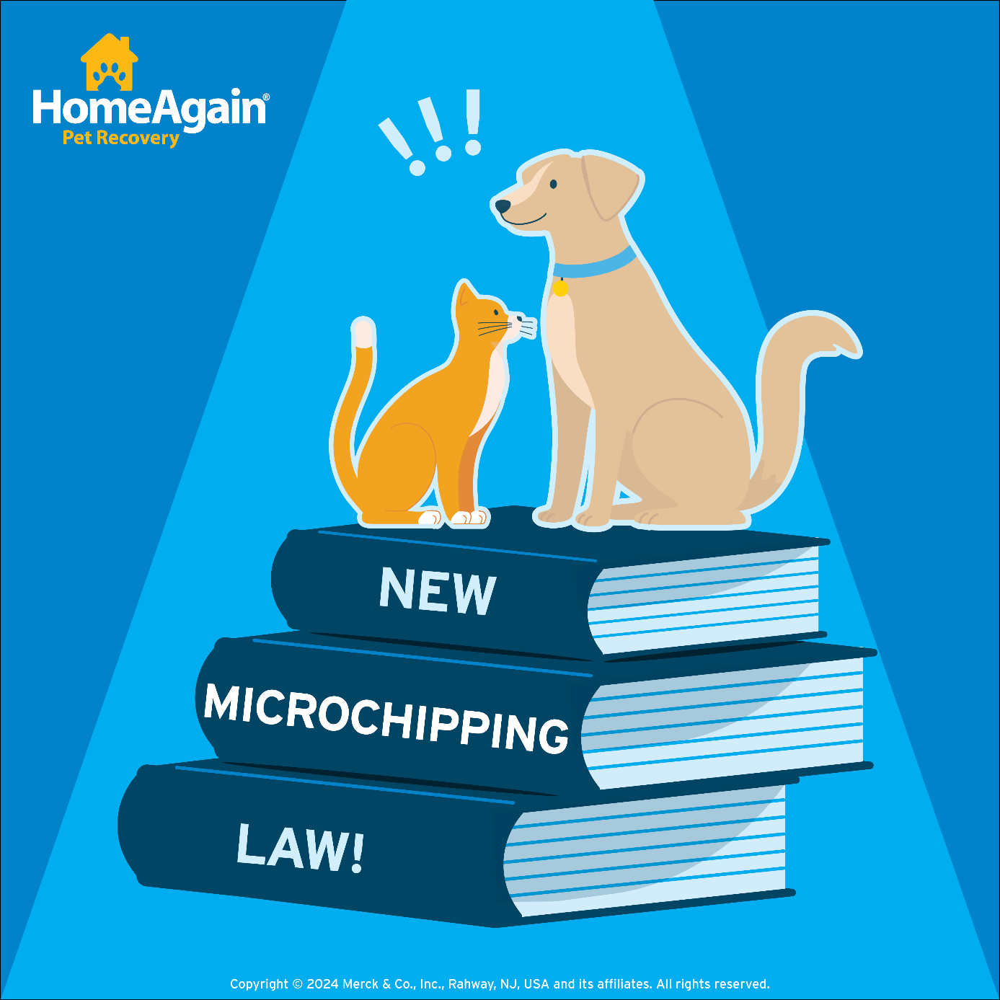 HomeAgain®
Pet Recovery
!!!
NEW
MICROCHIPPING
LAW!
Copyright © 2024 Merck & Co., Inc., Rahway, NJ, USA and its affiliates. All rights reserved.